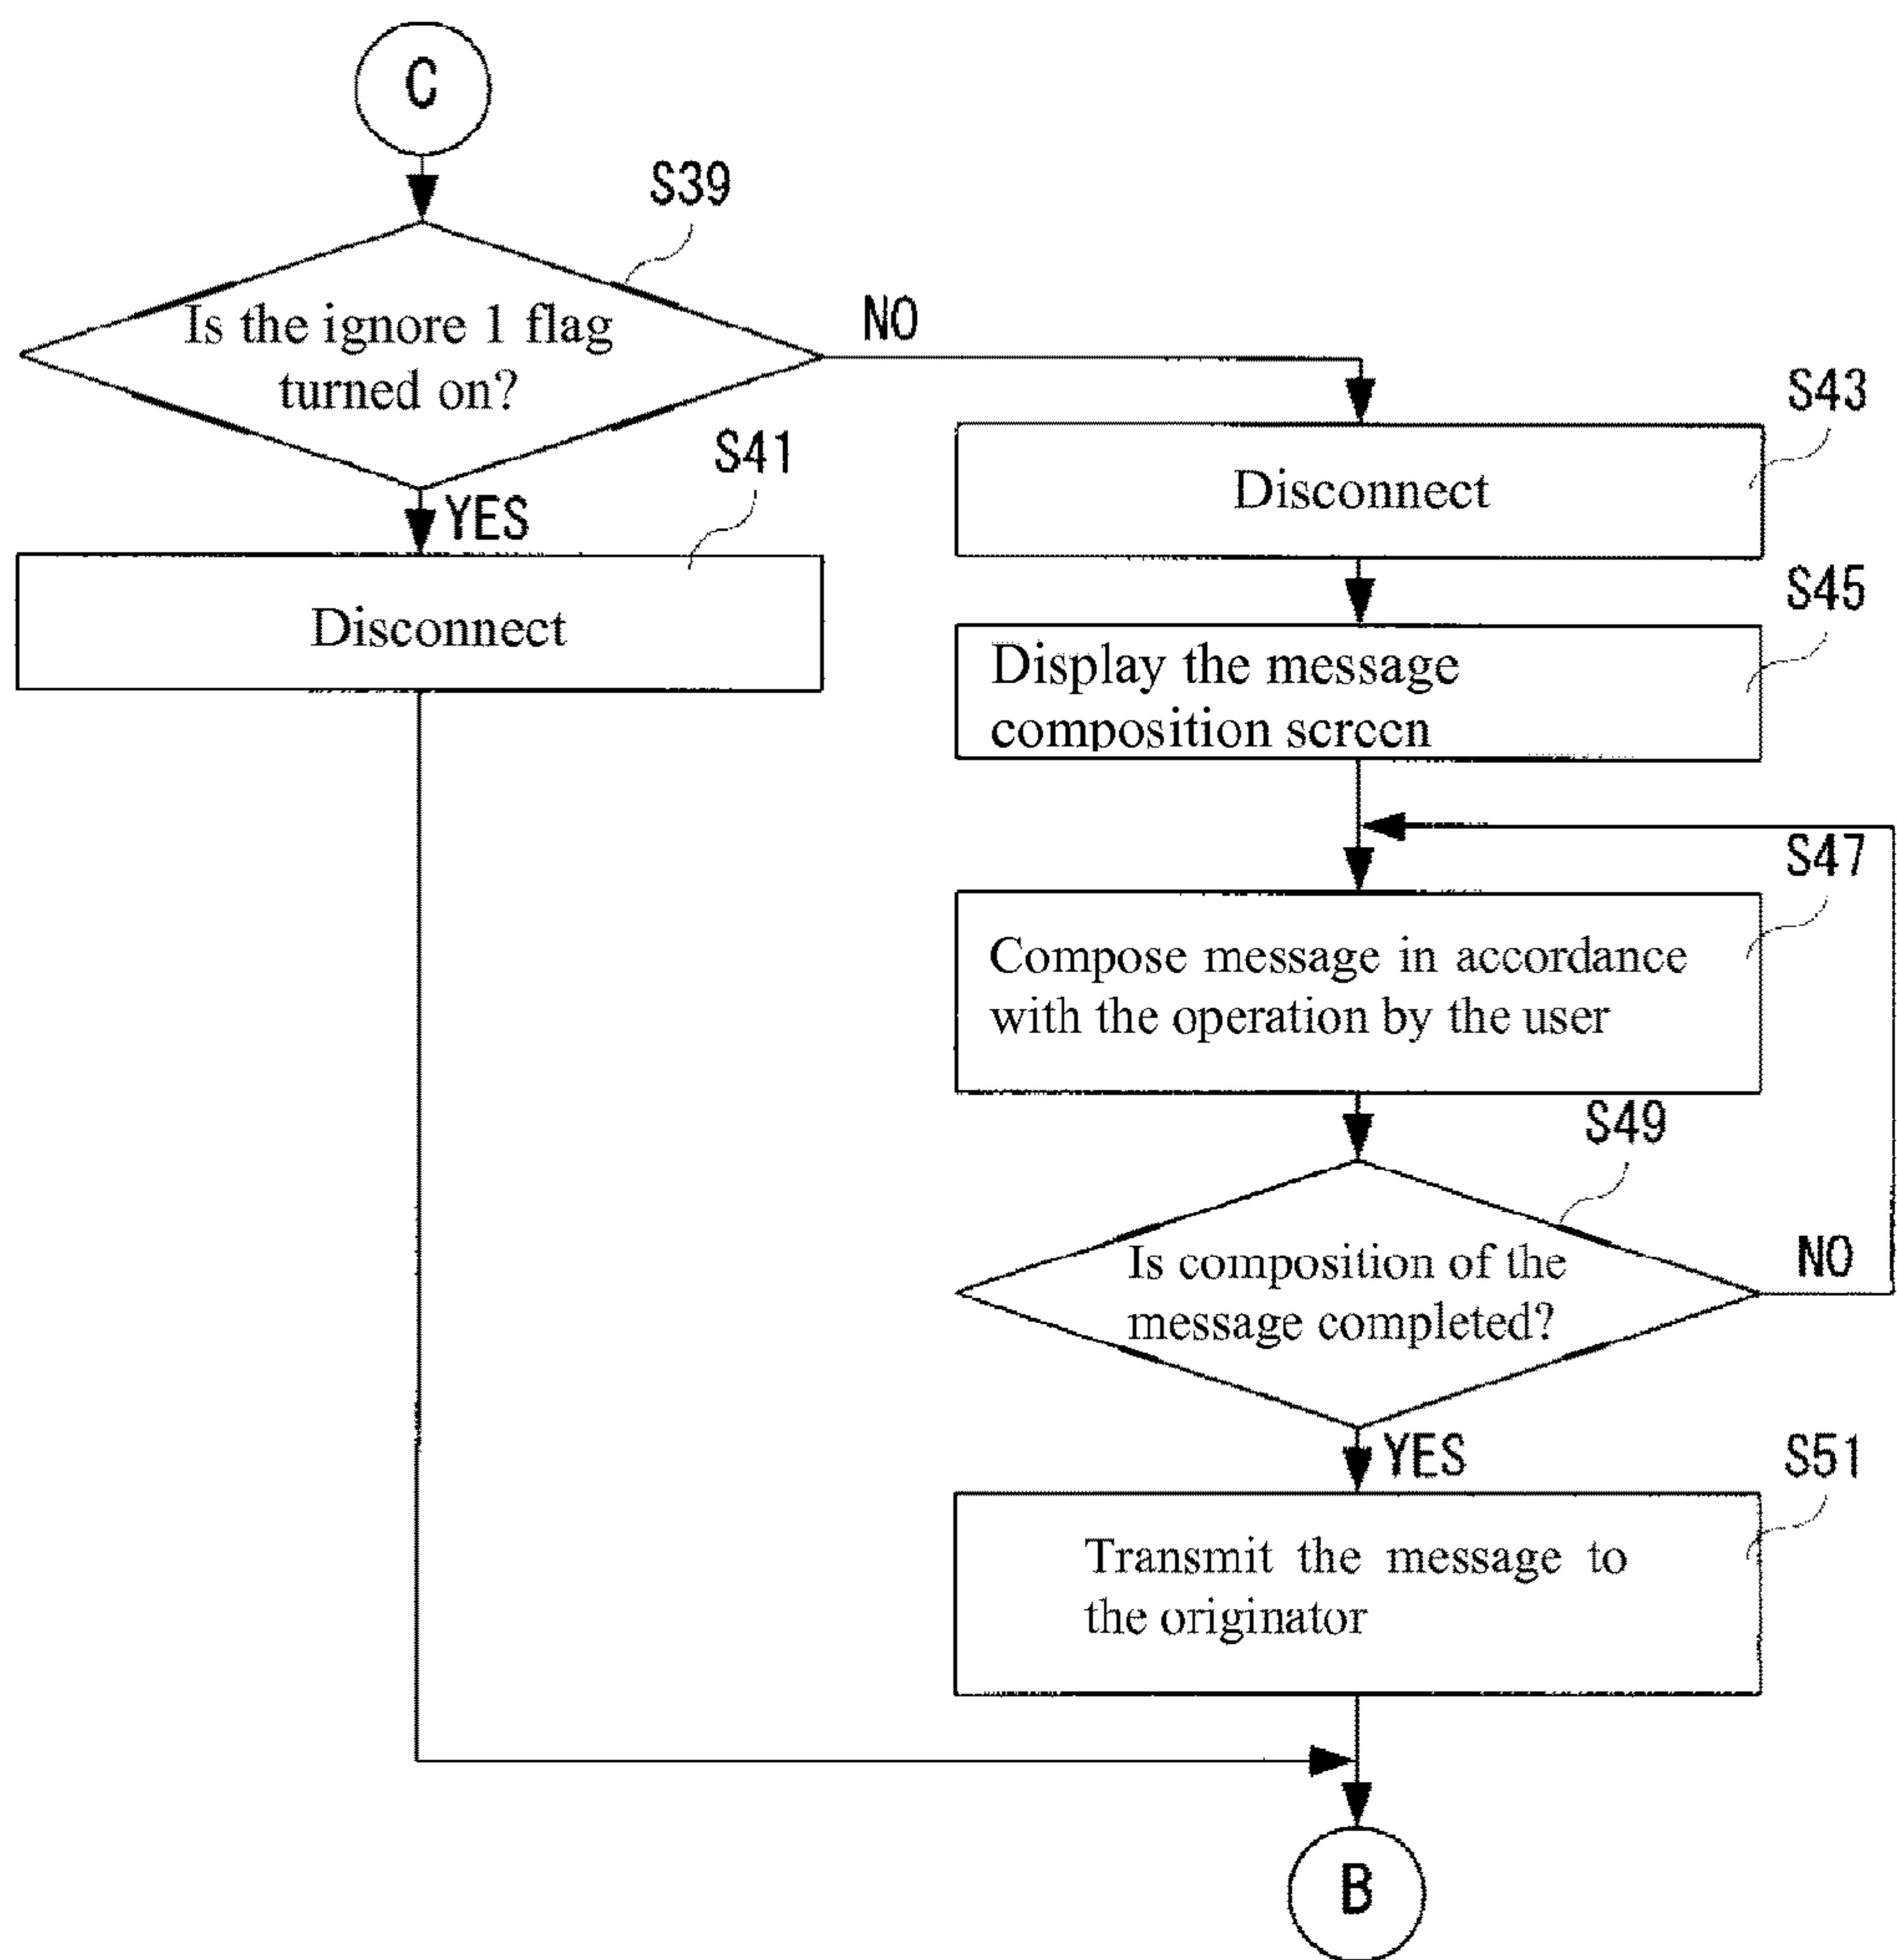 C
S39
Is the ignore 1 flag
turned on?
NO
YES
S41
Disconnect
S43
Disconnect
S45
Display the message
composition screen
S47
Compose message in accordance
with the operation by the user
S49
Is composition of the
message completed?
NO
YES
S51
Transmit the message to
the originator
B